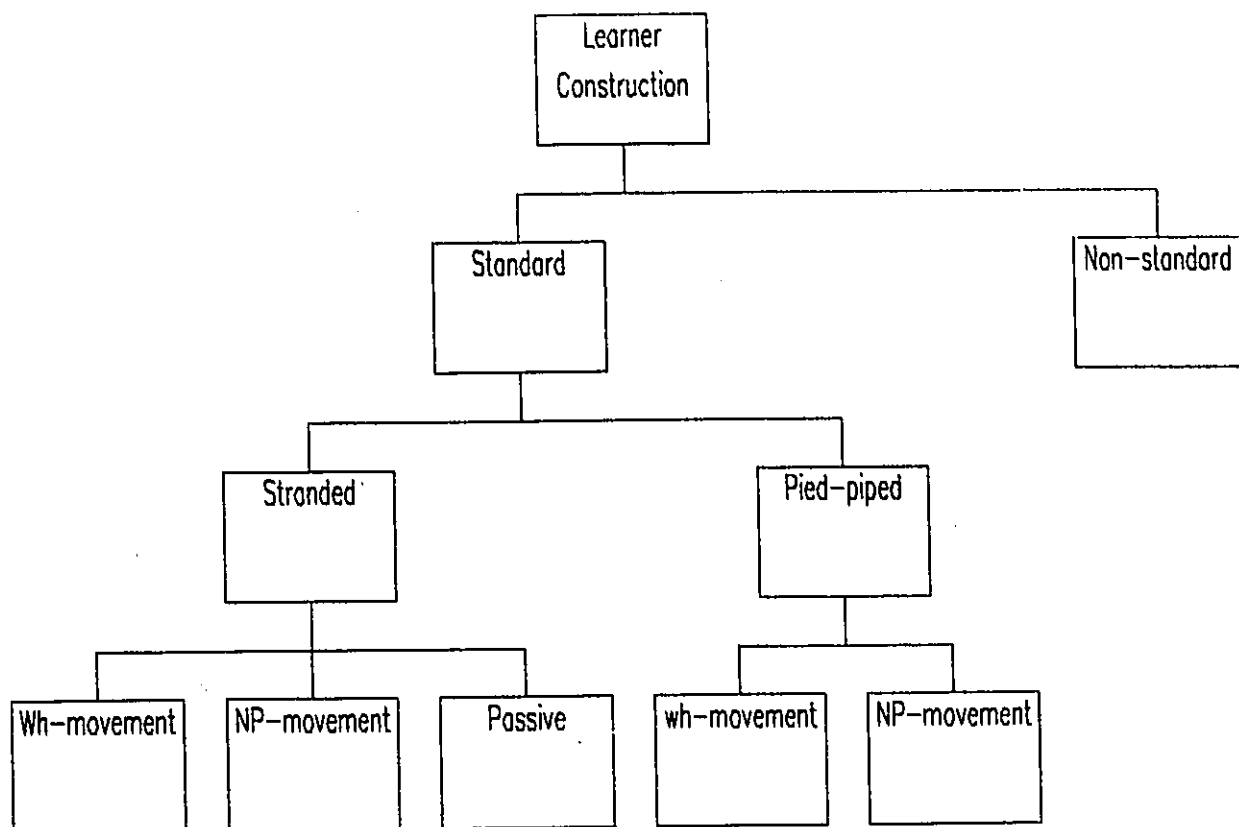 Learner
Construction
Standard
Non-standard
Stranded
Pied-piped
Wh-movement
NP-movement
Passive
wh-movement
NP-movement